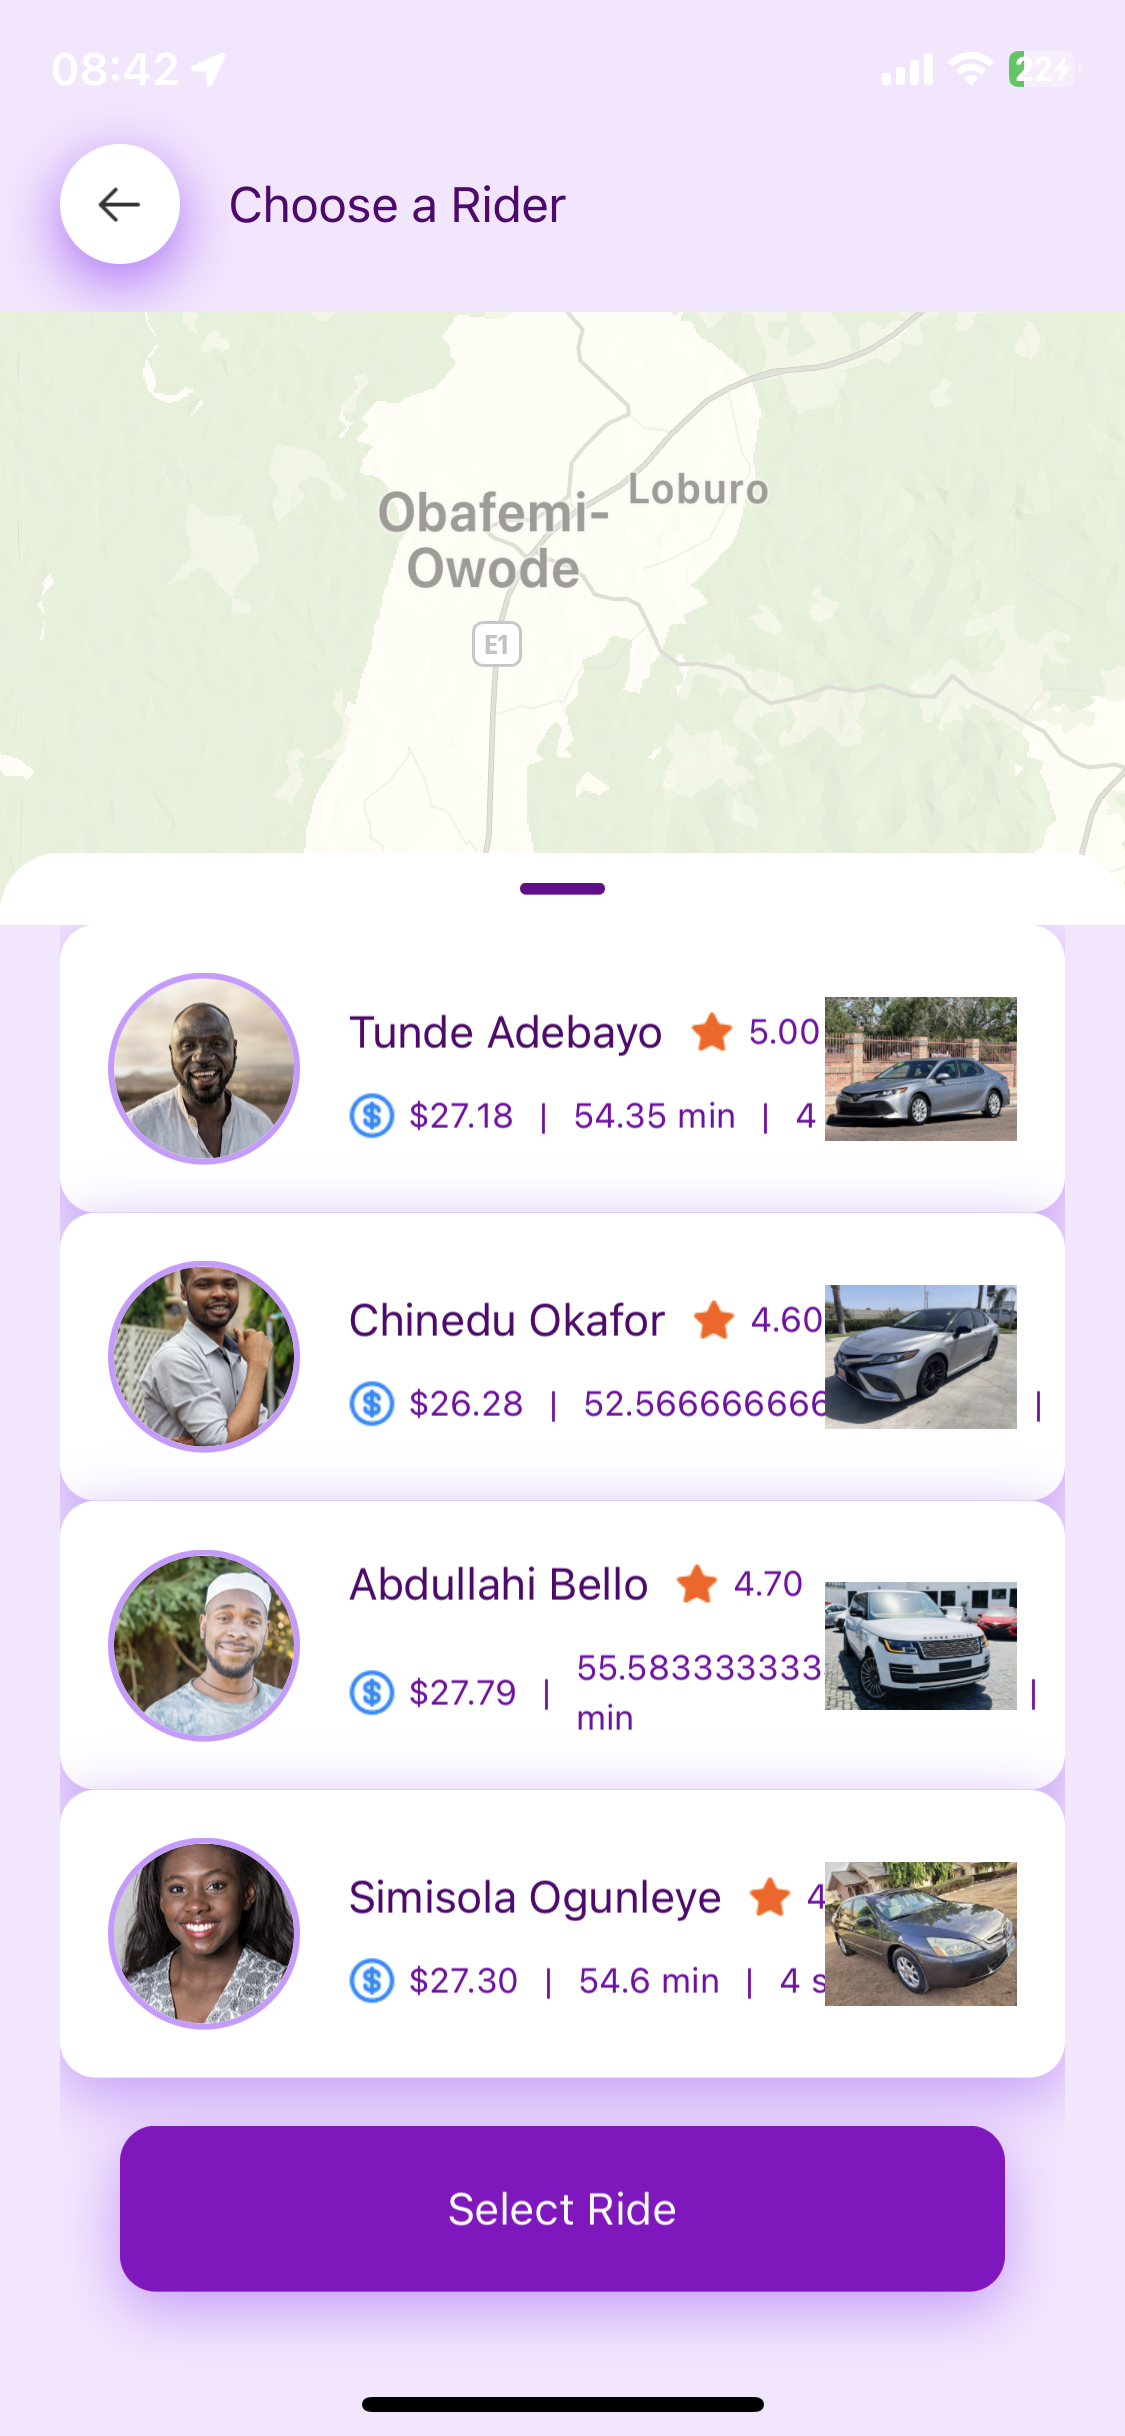 08:42
22
Choose a Rider
Loburo
Obafemi-
Owode
E1
Tunde Adebayo 5.00
$27.18 | 54.35 min | 4
Chinedu Okafor 4.60
$26.28 | 52.566666666 |
Abdullahi Bello 4.70
$27.79 | 55.583333333 |
min
Simisola Ogunleye 4
$27.30 | 54.6 min | 4 s
Select Ride